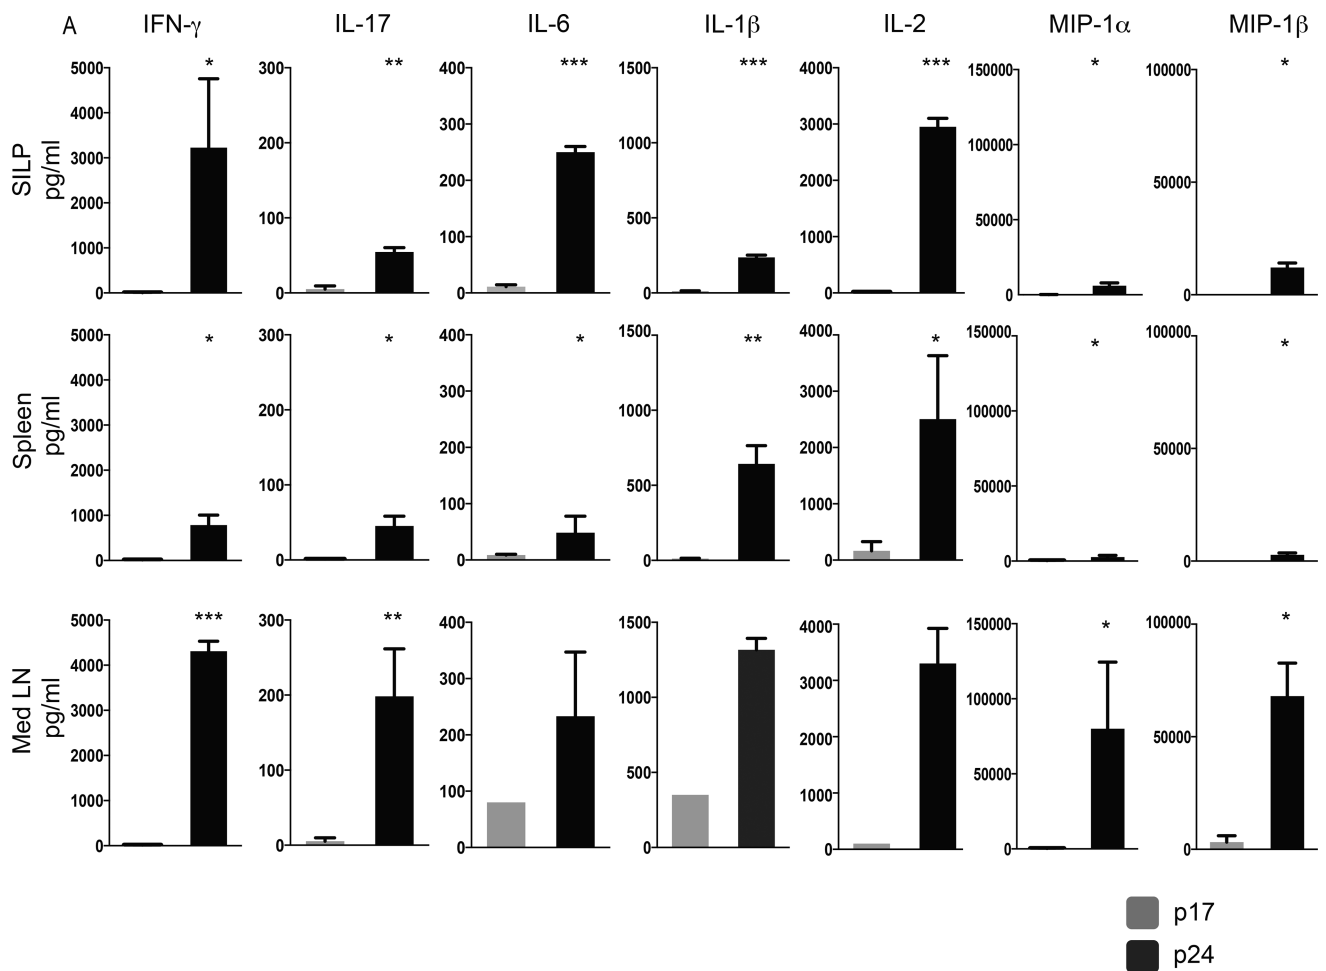 A IFN-γ IL-17 IL-6 IL-1β IL-2 MIP-1α MIP-1β
* ** *** *** *** * *
SILP
pg/ml
5000 4000 3000 2000 1000 0
300 200 100 0
400 300 200 100 0
1500 1000 500 0
4000 3000 2000 1000 0
150000 100000 50000 0
100000 50000 0
* * * ** * * *
Spleen
pg/ml
5000 4000 3000 2000 1000 0
300 200 100 0
400 300 200 100 0
1500 1000 500 0
4000 3000 2000 1000 0
150000 100000 50000 0
100000 50000 0
*** ** * *
Med LN
pg/ml
5000 4000 3000 2000 1000 0
300 200 100 0
400 300 200 100 0
1500 1000 500 0
4000 3000 2000 1000 0
150000 100000 50000 0
100000 50000 0
p17
p24